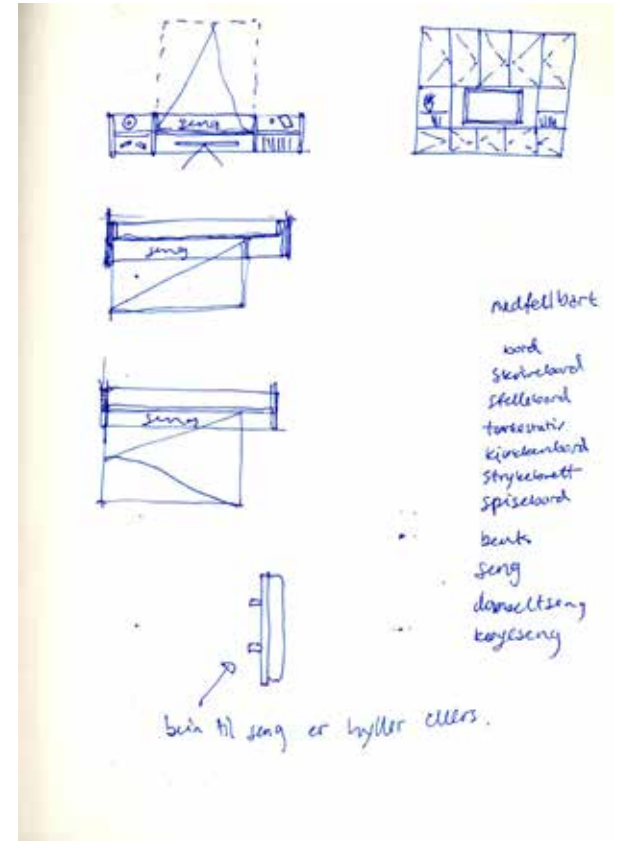 seng
seng
seng
nedfellbart
bord
skrivebord
stellebord
tørkestativ
kjøkkenbord
strykebrett
spisebord
benk
seng
dobbeltseng
køyeseng
bein til seng er hyller ellers.